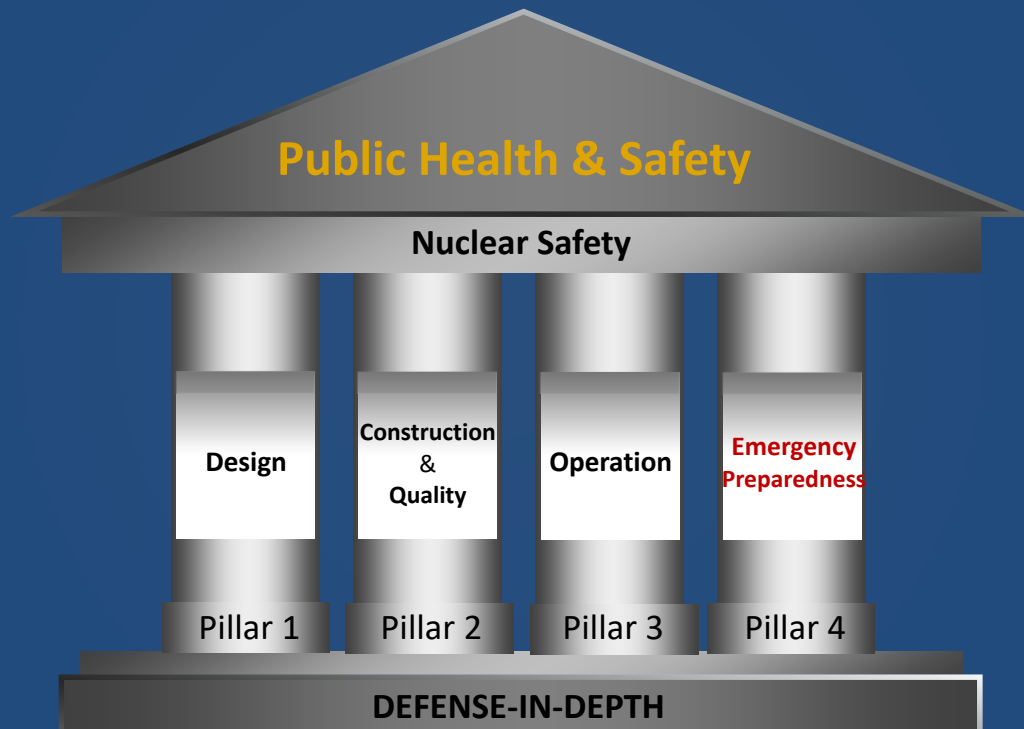 Public Health & Safety
Nuclear Safety
Design
Construction
&
Quality
Operation
Emergency
Preparedness
Pillar 1
Pillar 2
Pillar 3
Pillar 4
DEFENSE-IN-DEPTH